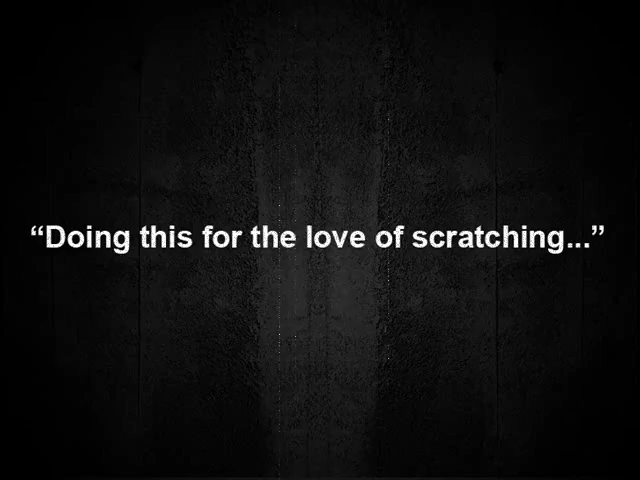 “Doing this for the love of scratching...”